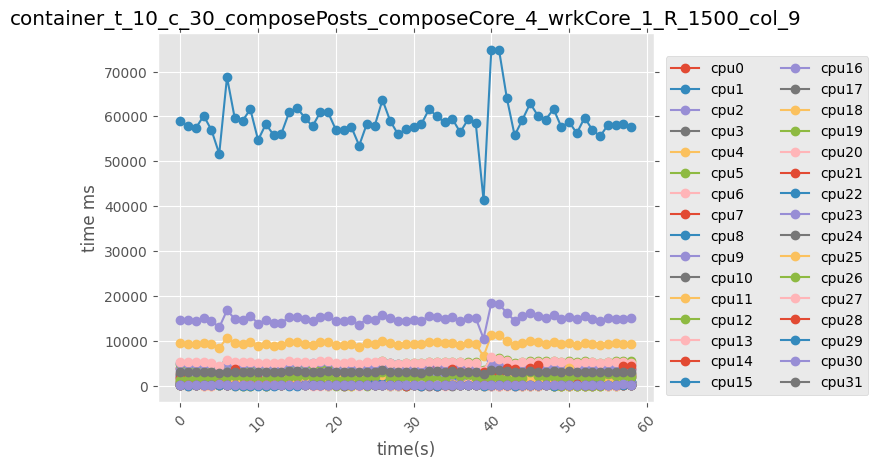 container_t_10_c_30_composePosts_composeCore_4_wrkCore_1_R_1500_col_9
time ms
70000
60000
50000
40000
30000
20000
10000
0
0
10
20
30
40
50
60
time(s)
cpu0
cpu1
cpu2
cpu3
cpu4
cpu5
cpu6
cpu7
cpu8
cpu9
cpu10
cpu11
cpu12
cpu13
cpu14
cpu15
cpu16
cpu17
cpu18
cpu19
cpu20
cpu21
cpu22
cpu23
cpu24
cpu25
cpu26
cpu27
cpu28
cpu29
cpu30
cpu31